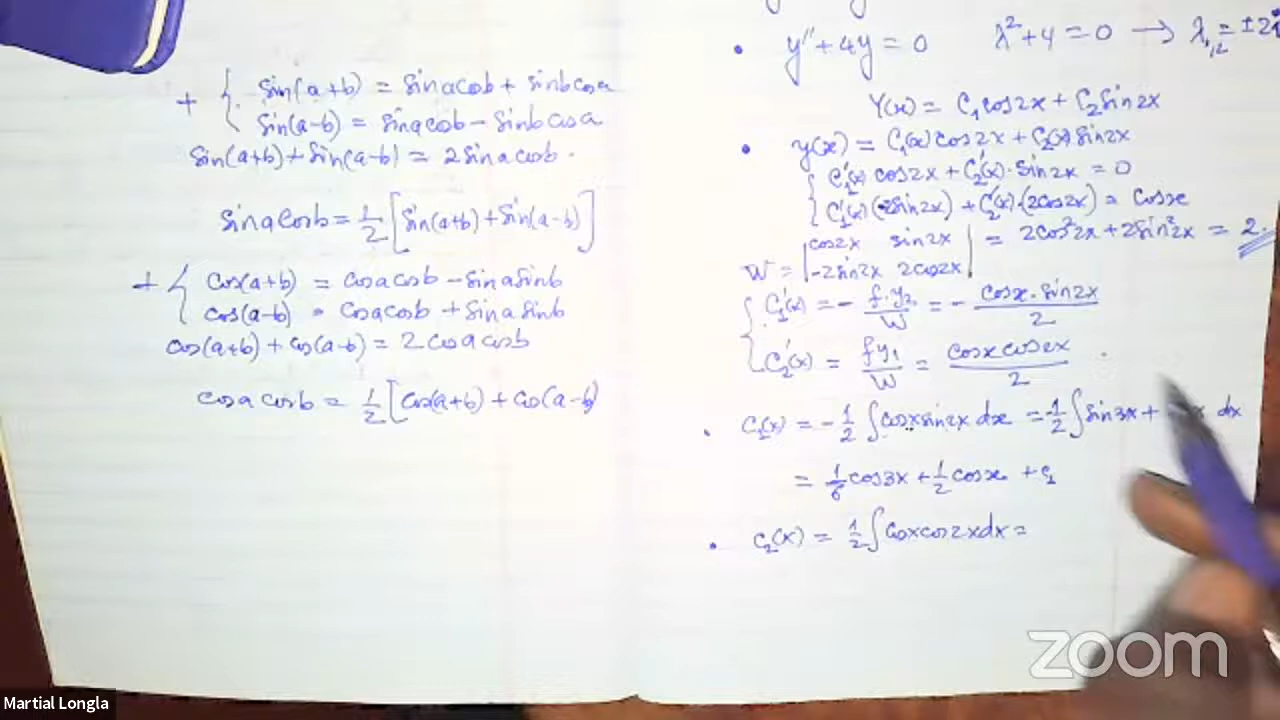 + { sin(a+b) = sinacosb + sinbcosa
sin(a-b) = sinacosb - sinbcosa
sin(a+b) + sin(a-b) = 2sinacosb.
sinacosb = 1/2 [sin(a+b) + sin(a-b)]
+ { cos(a+b) = cosacosb - sinasinb
cos(a-b) = cosacosb + sinasinb
cos(a+b) + cos(a-b) = 2cosacosb
cosacosb = 1/2 [cos(a+b) + cos(a-b)
• y'' + 4y = 0 λ² + 4 = 0 → λ₁,₂ = ±2i
Y(x) = C₁cos2x + C₂sin2x
• y(x) = C₁(x)cos2x + C₂(x)sin2x
{ C₁'(x) cos2x + C₂'(x)·sin2x = 0
C₁'(x)(-2sin2x) + C₂'(x)·(2cos2x) = cosx
W = | cos2x sin2x | = 2cos²2x + 2sin²2x = 2.
| -2sin2x 2cos2x |
{ C₁'(x) = - f·y₂/W = - cosx·sin2x/2
C₂'(x) = fy₁/W = cosxcos2x/2
• C₁(x) = -1/2 ∫cosxsin2x dx = -1/2 ∫sin3x + dx
= 1/6 cos3x + 1/2 cosx + c₁
• C₂(x) = 1/2 ∫cosxcos2xdx =
zoom
Martial Longla